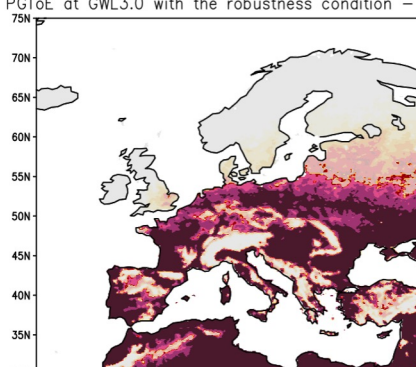 PGToE at GWL3.0 with the robustness condition –
75N
70N
65N
60N
55N
50N
45N
40N
35N